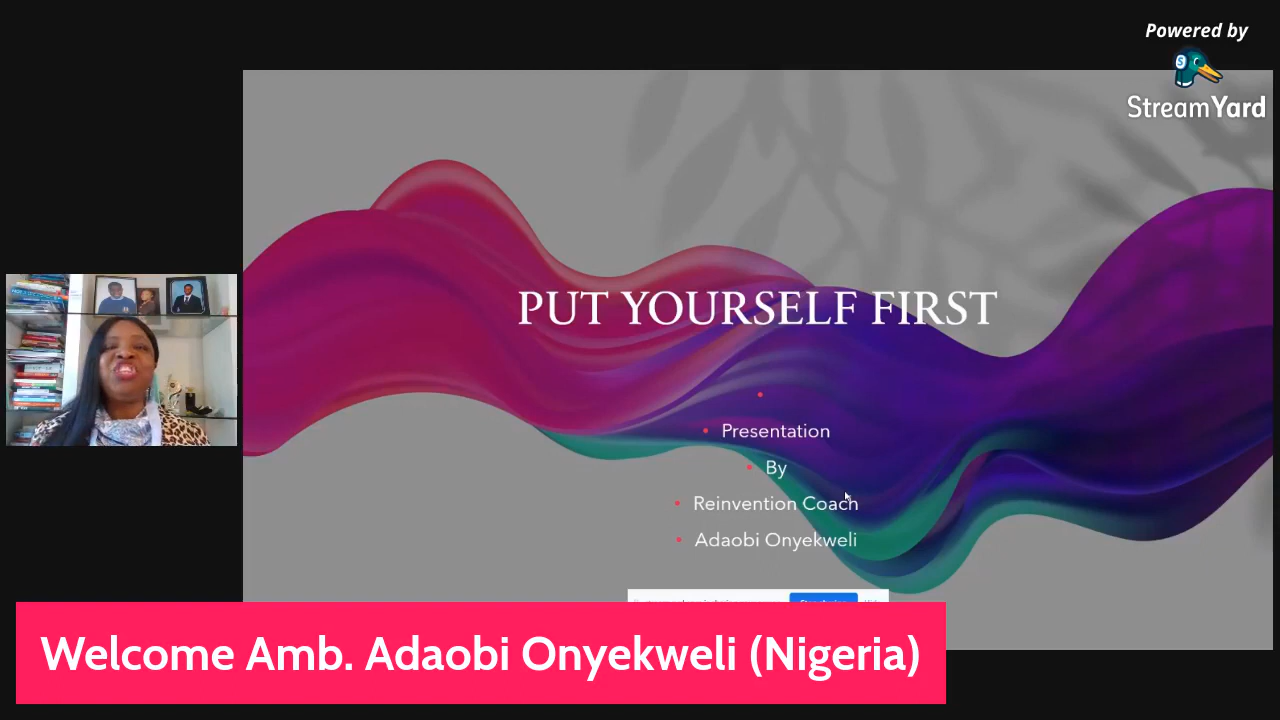 Powered by
StreamYard
PUT YOURSELF FIRST
Presentation
By
Reinvention Coach
Adaobi Onyekweli
Welcome Amb. Adaobi Onyekweli (Nigeria)